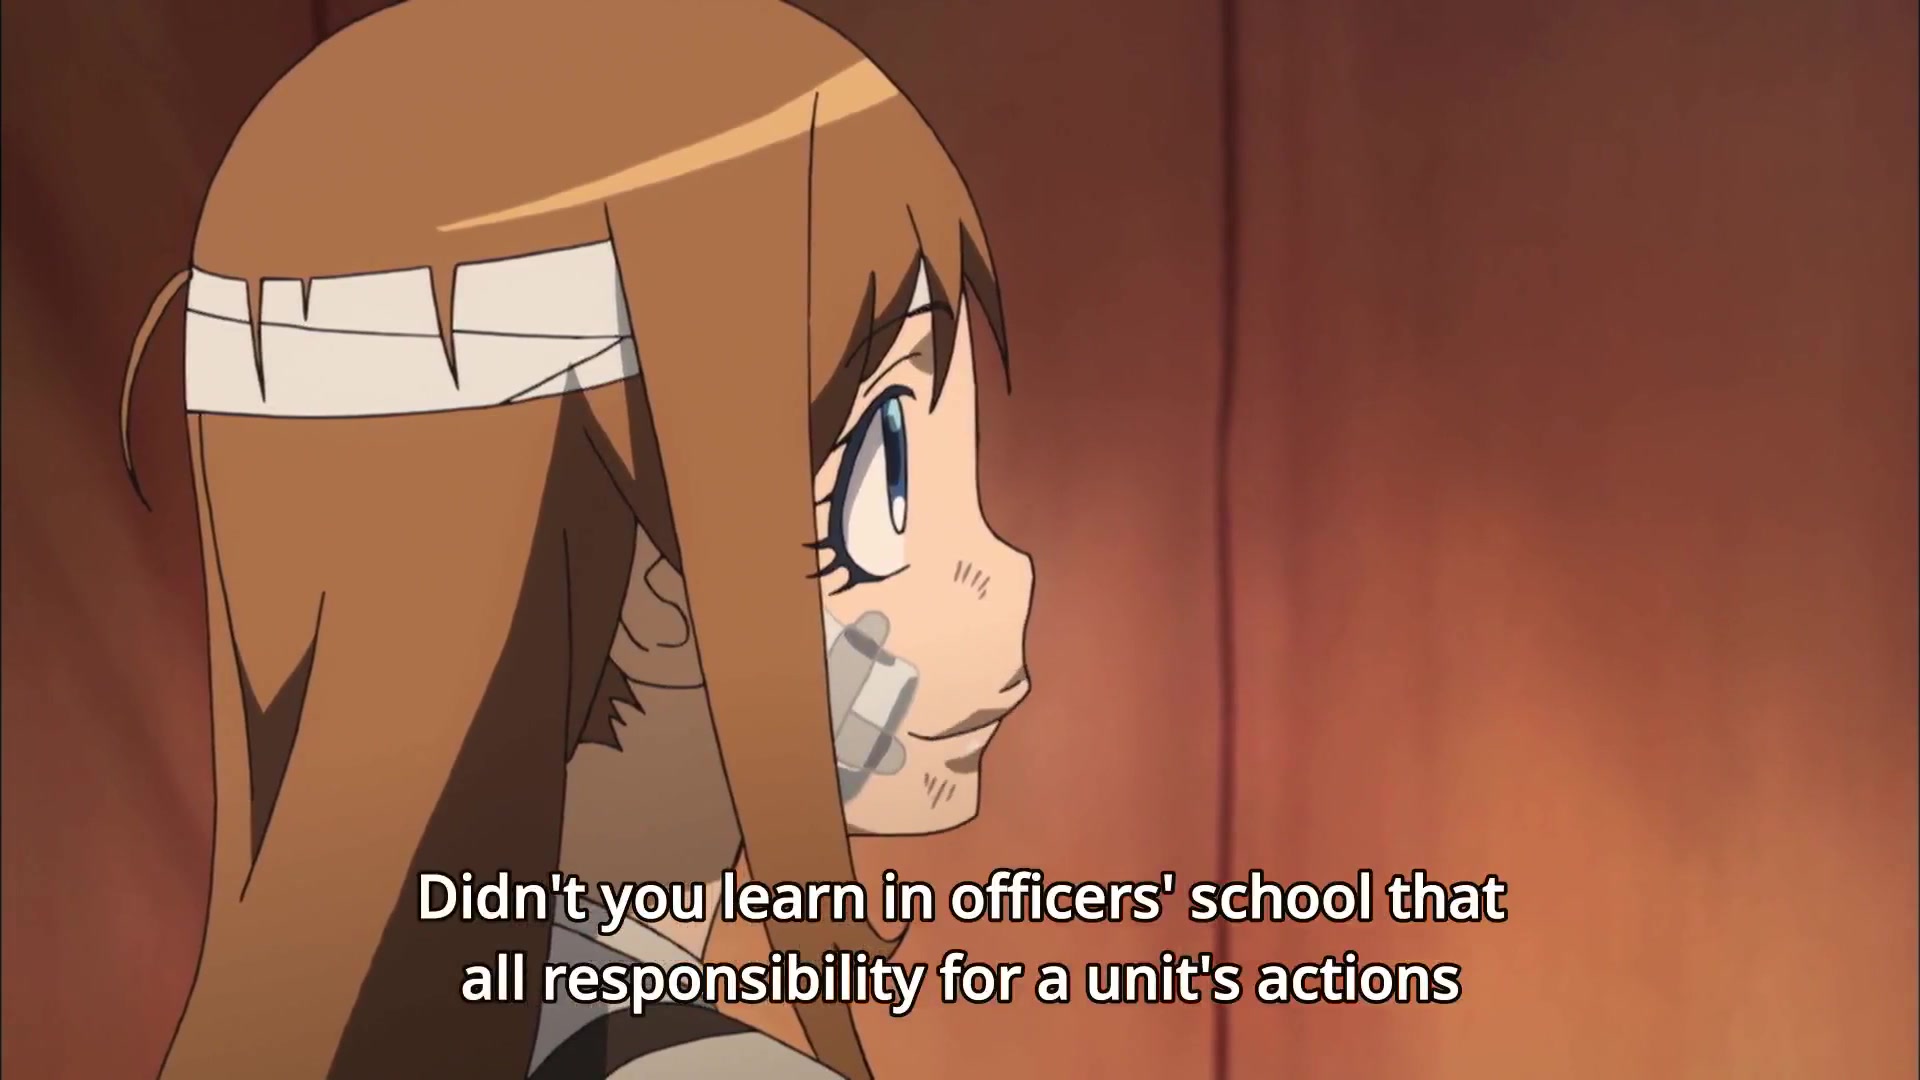 Didn't you learn in officers' school that
all responsibility for a unit's actions